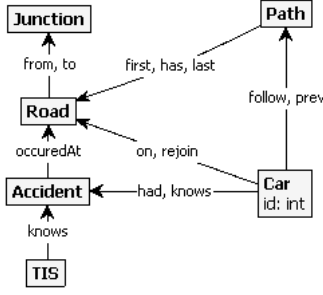 Junction
Path
from, to
first, has, last
follow, prev
Road
occuredAt
on, rejoin
Accident
had, knows
Car
id: int
knows
TIS